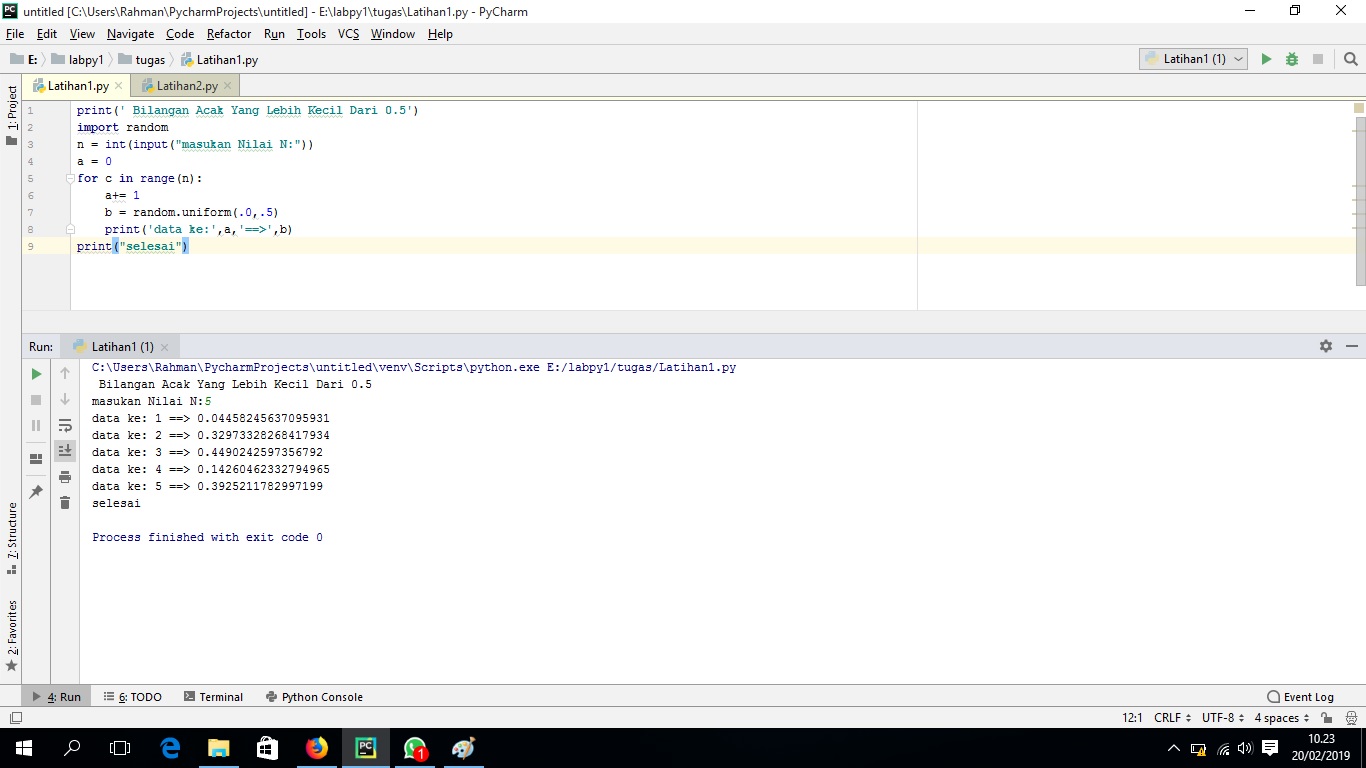 untitled [C:\Users\Rahman\PycharmProjects\untitled] - E:\labpy1\tugas\Latihan1.py - PyCharm
File Edit View Navigate Code Refactor Run Tools VCS Window Help
E: labpy1 tugas Latihan1.py Latihan1 (1)
Latihan1.py Latihan2.py
1: Project
1 print(' Bilangan Acak Yang Lebih Kecil Dari 0.5')
2 import random
3 n = int(input("masukan Nilai N:"))
4 a = 0
5 for c in range(n):
6 a+= 1
7 b = random.uniform(.0,.5)
8 print('data ke:',a,'==>',b)
9 print("selesai")
Run: Latihan1 (1)
C:\Users\Rahman\PycharmProjects\untitled\venv\Scripts\python.exe E:/labpy1/tugas/Latihan1.py
Bilangan Acak Yang Lebih Kecil Dari 0.5
masukan Nilai N:5
data ke: 1 ==> 0.04458245637095931
data ke: 2 ==> 0.32973328268417934
data ke: 3 ==> 0.4490242597356792
data ke: 4 ==> 0.14260462332794965
data ke: 5 ==> 0.3925211782997199
selesai
Process finished with exit code 0
7: Structure
2: Favorites
4: Run 6: TODO Terminal Python Console Event Log
12:1 CRLF UTF-8 4 spaces
PC
1
10.23
20/02/2019